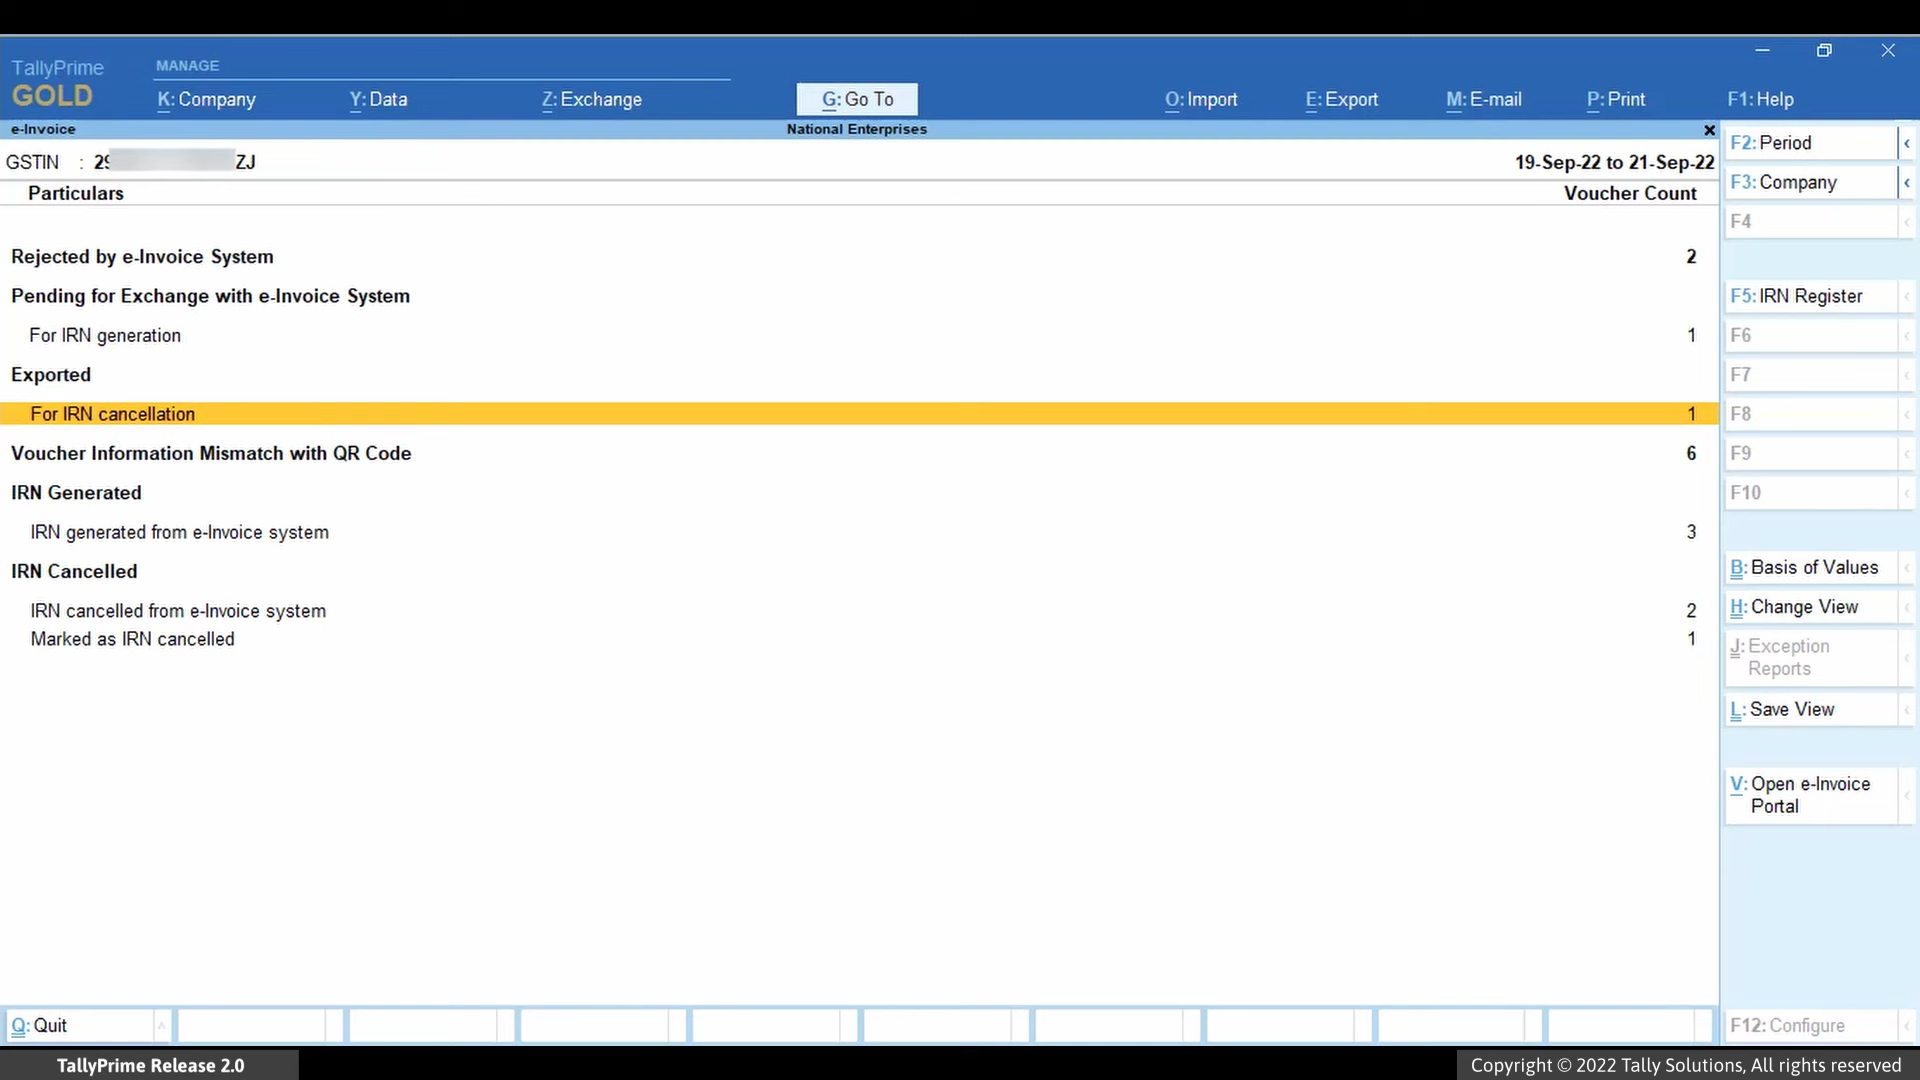 TallyPrime
GOLD
MANAGE
K: Company
Y: Data
Z: Exchange
G: Go To
O: Import
E: Export
M: E-mail
P: Print
F1: Help
e-Invoice
National Enterprises
GSTIN : 29 ZJ
19-Sep-22 to 21-Sep-22
Particulars Voucher Count
Rejected by e-Invoice System 2
Pending for Exchange with e-Invoice System
For IRN generation 1
Exported
For IRN cancellation 1
Voucher Information Mismatch with QR Code 6
IRN Generated
IRN generated from e-Invoice system 3
IRN Cancelled
IRN cancelled from e-Invoice system 2
Marked as IRN cancelled 1
F2: Period
F3: Company
F4
F5: IRN Register
F6
F7
F8
F9
F10
B: Basis of Values
H: Change View
J: Exception
Reports
L: Save View
V: Open e-Invoice
Portal
Q: Quit
F12: Configure
TallyPrime Release 2.0
Copyright © 2022 Tally Solutions, All rights reserved